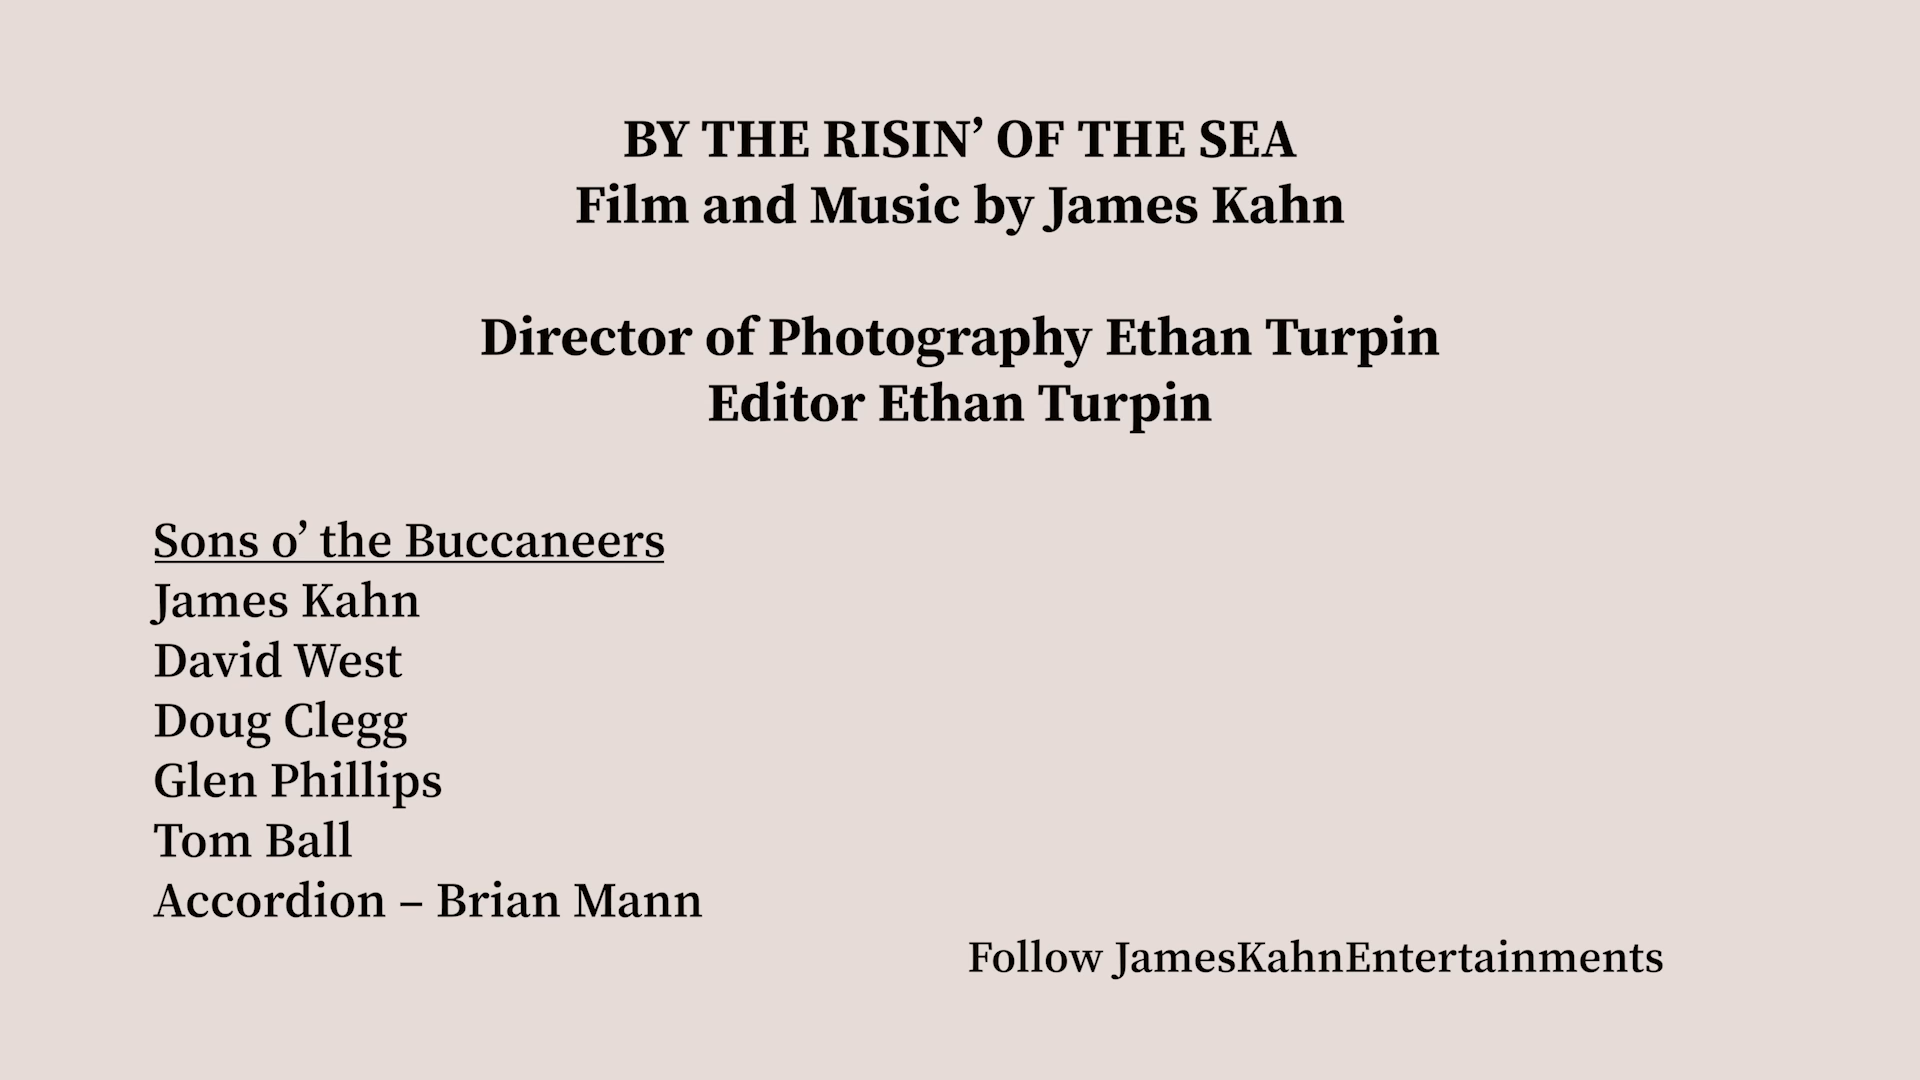 BY THE RISIN’ OF THE SEA
Film and Music by James Kahn
Director of Photography Ethan Turpin
Editor Ethan Turpin
Sons o’ the Buccaneers
James Kahn
David West
Doug Clegg
Glen Phillips
Tom Ball
Accordion – Brian Mann
Follow JamesKahnEntertainments